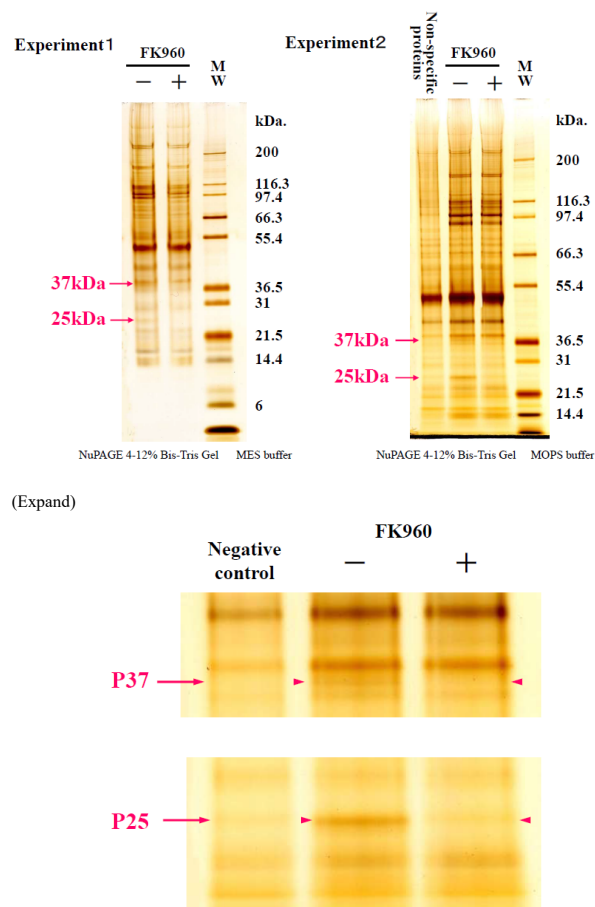 Experiment1
FK960
− +
M
W
kDa.
200
116.3
97.4
66.3
55.4
37kDa
36.5
31
25kDa
21.5
14.4
6
NuPAGE 4-12% Bis-Tris Gel MES buffer
Experiment2
Non-specific
proteins
FK960
− +
M
W
kDa.
200
116.3
97.4
66.3
55.4
37kDa
36.5
31
25kDa
21.5
14.4
NuPAGE 4-12% Bis-Tris Gel MOPS buffer
(Expand)
Negative
control
FK960
− +
P37
P25